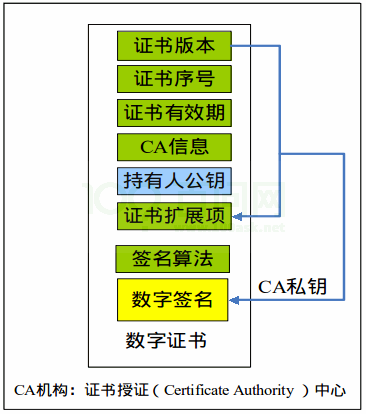 证书版本
证书序号
证书有效期
CA信息
持有人公钥
证书扩展项
签名算法
数字签名
CA私钥
数字证书
CA机构：证书授证（Certificate Authority ）中心